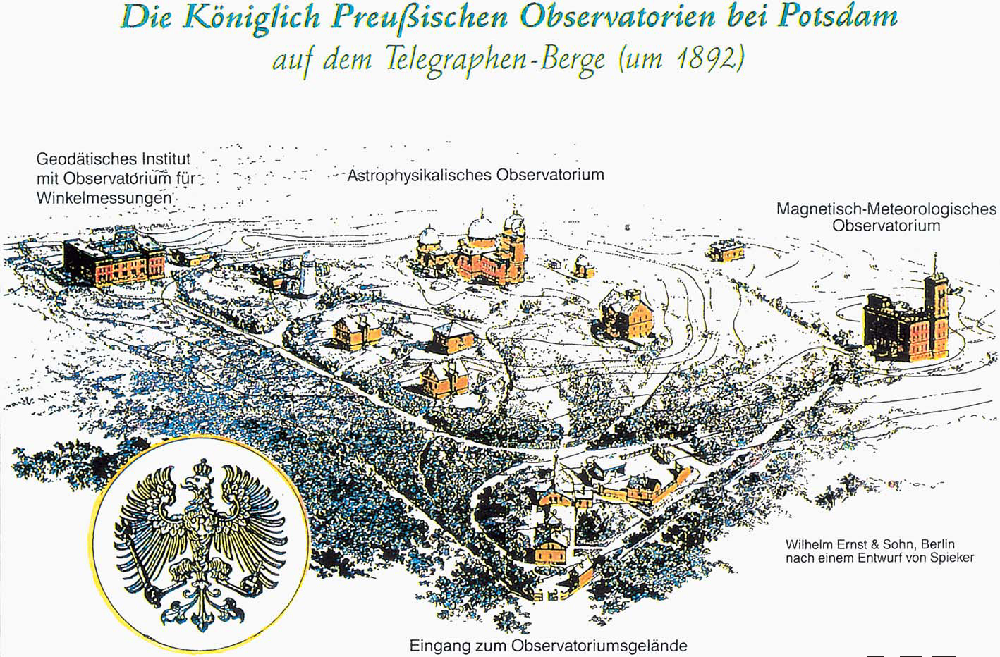 Die Königlich Preußischen Observatorien bei Potsdam
auf dem Telegraphen-Berge (um 1892)
Geodätisches Institut
mit Observatorium für
Winkelmessungen
Astrophysikalisches Observatorium
Magnetisch-Meteorologisches
Observatorium
Wilhelm Ernst & Sohn, Berlin
nach einem Entwurf von Spieker
Eingang zum Observatoriumsgelände